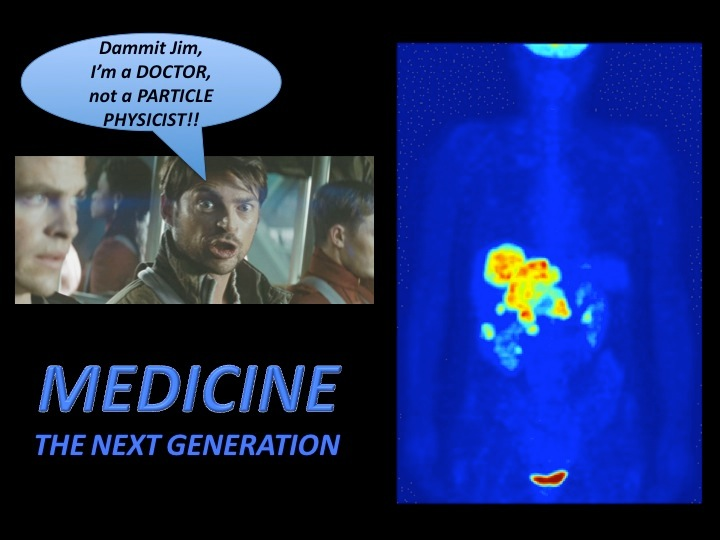 Dammit Jim,
I'm a DOCTOR,
not a PARTICLE
PHYSICIST!!
MEDICINE
THE NEXT GENERATION